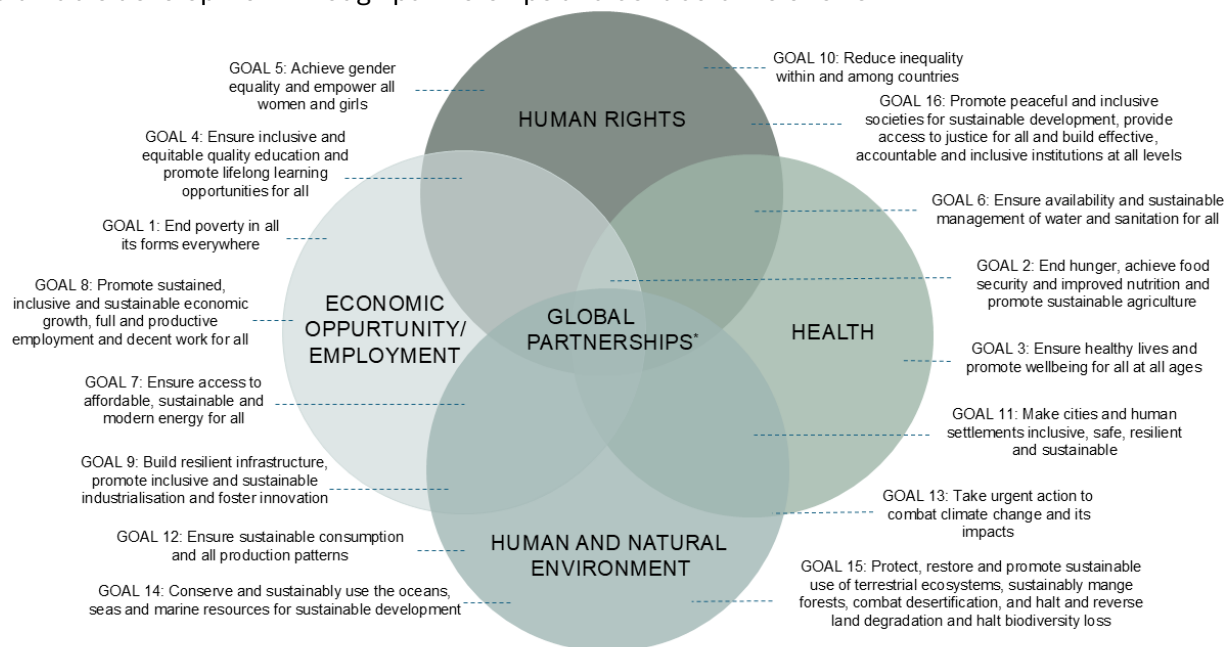 GOAL 5: Achieve gender
equality and empower all
women and girls
GOAL 4: Ensure inclusive and
equitable quality education and
promote lifelong learning
opportunities for all
GOAL 1: End poverty in all
its forms everywhere
GOAL 8: Promote sustained,
inclusive and sustainable economic
growth, full and productive
employment and decent work for all
GOAL 7: Ensure access to
affordable, sustainable and
modern energy for all
GOAL 9: Build resilient infrastructure,
promote inclusive and sustainable
industrialisation and foster innovation
GOAL 12: Ensure sustainable consumption
and all production patterns
GOAL 14: Conserve and sustainably use the oceans,
seas and marine resources for sustainable development
HUMAN RIGHTS
ECONOMIC
OPPURTUNITY/
EMPLOYMENT
GLOBAL
PARTNERSHIPS*
HEALTH
HUMAN AND NATURAL
ENVIRONMENT
GOAL 10: Reduce inequality
within and among countries
GOAL 16: Promote peaceful and inclusive
societies for sustainable development, provide
access to justice for all and build effective,
accountable and inclusive institutions at all levels
GOAL 6: Ensure availability and sustainable
management of water and sanitation for all
GOAL 2: End hunger, achieve food
security and improved nutrition and
promote sustainable agriculture
GOAL 3: Ensure healthy lives and
promote wellbeing for all at all ages
GOAL 11: Make cities and human
settlements inclusive, safe, resilient
and sustainable
GOAL 13: Take urgent action to
combat climate change and its
impacts
GOAL 15: Protect, restore and promote sustainable
use of terrestrial ecosystems, sustainably mange
forests, combat desertification, and halt and reverse
land degradation and halt biodiversity loss